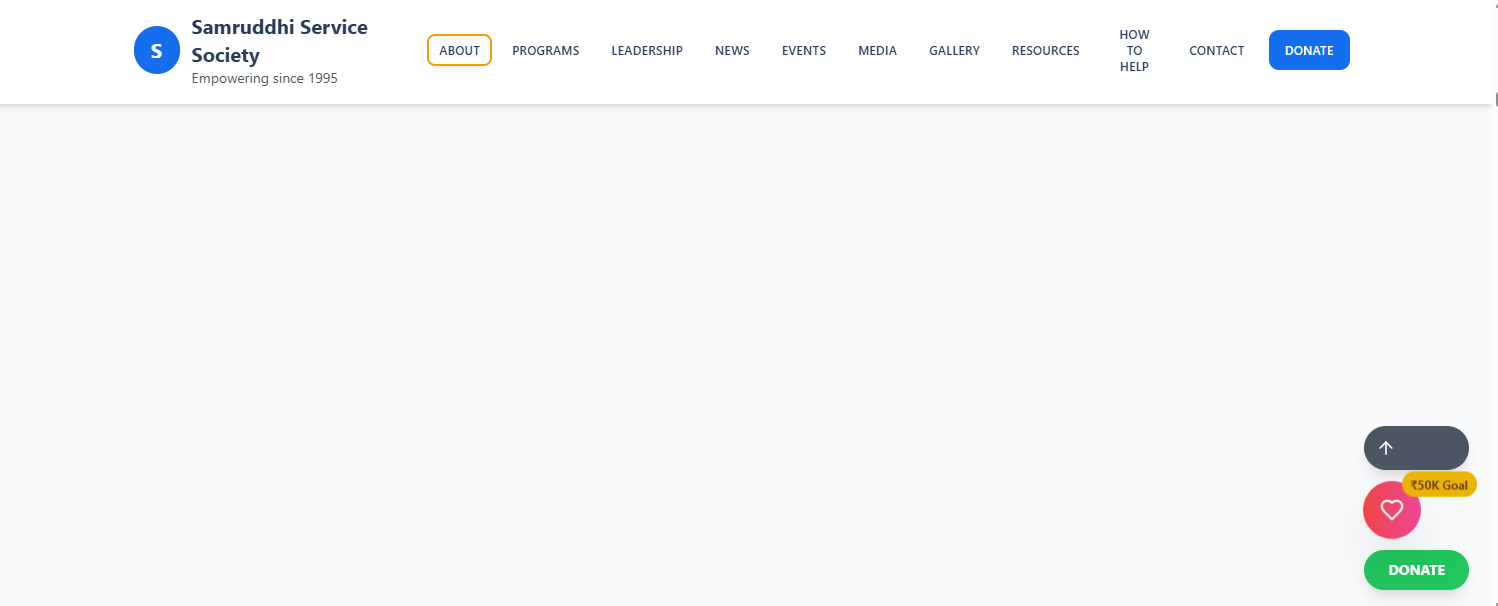 S
Samruddhi Service
Society
Empowering since 1995
ABOUT
PROGRAMS
LEADERSHIP
NEWS
EVENTS
MEDIA
GALLERY
RESOURCES
HOW
TO
HELP
CONTACT
DONATE
₹50K Goal
DONATE